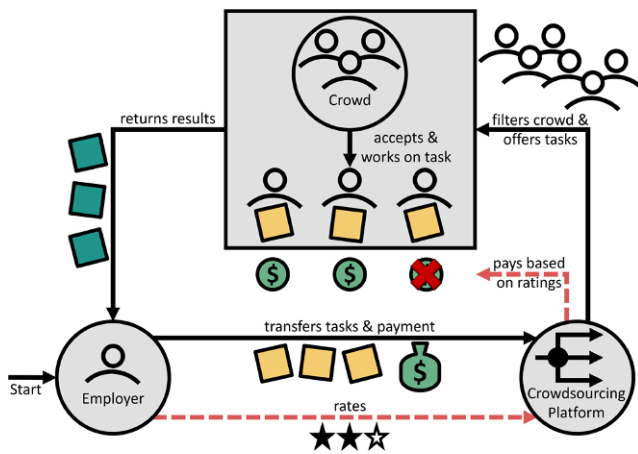 Crowd
returns results
accepts &
works on task
filters crowd &
offers tasks
$
$
pays based
on ratings
transfers tasks & payment
$
Start
Employer
Crowdsourcing
Platform
rates